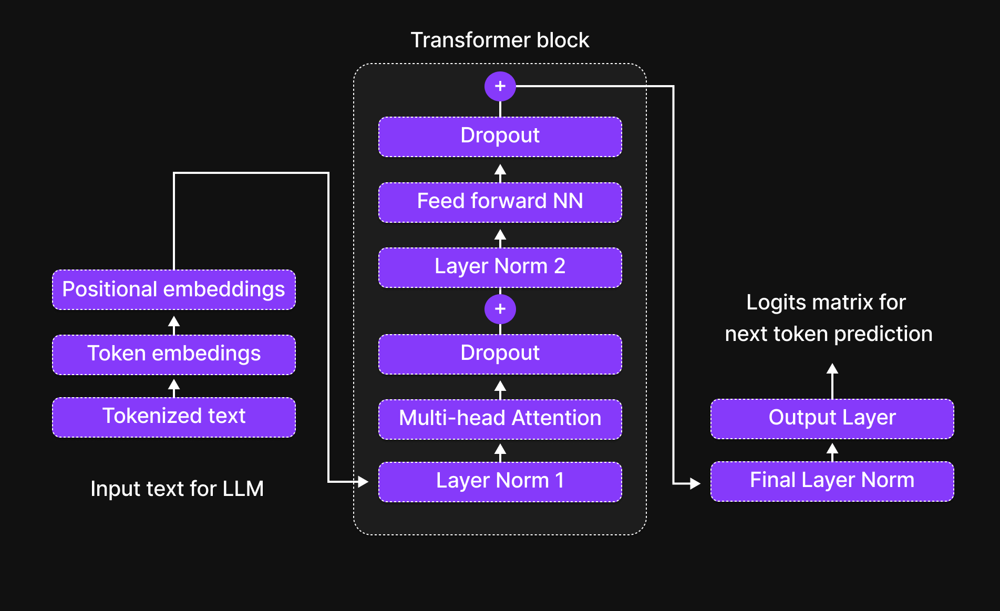 Transformer block
+
Dropout
Feed forward NN
Layer Norm 2
+
Dropout
Multi-head Attention
Layer Norm 1
Positional embeddings
Token embedings
Tokenized text
Input text for LLM
Logits matrix for
next token prediction
Output Layer
Final Layer Norm